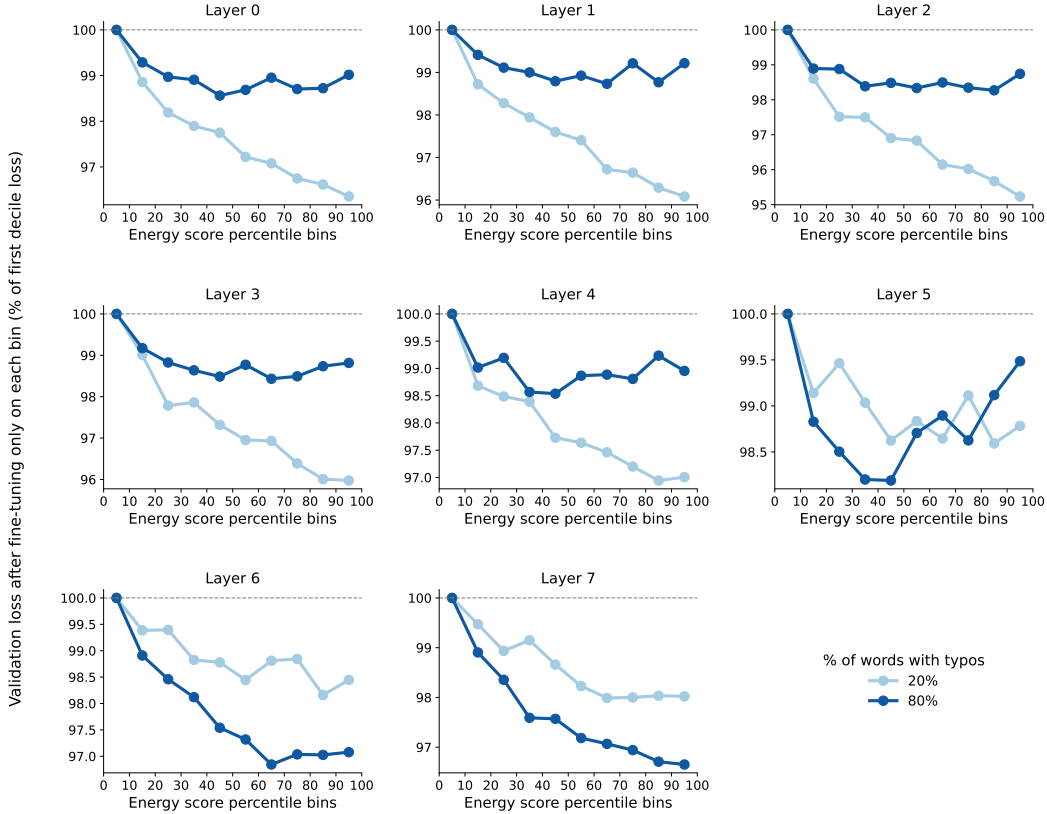 Validation loss after fine-tuning only on each bin (% of first decile loss)
Layer 0
100
99
98
97
0 10 20 30 40 50 60 70 80 90 100
Energy score percentile bins
Layer 1
100
99
98
97
96
0 10 20 30 40 50 60 70 80 90 100
Energy score percentile bins
Layer 2
100
99
98
97
96
95
0 10 20 30 40 50 60 70 80 90 100
Energy score percentile bins
Layer 3
100
99
98
97
96
0 10 20 30 40 50 60 70 80 90 100
Energy score percentile bins
Layer 4
100.0
99.5
99.0
98.5
98.0
97.5
97.0
0 10 20 30 40 50 60 70 80 90 100
Energy score percentile bins
Layer 5
100.0
99.5
99.0
98.5
0 10 20 30 40 50 60 70 80 90 100
Energy score percentile bins
Layer 6
100.0
99.5
99.0
98.5
98.0
97.5
97.0
0 10 20 30 40 50 60 70 80 90 100
Energy score percentile bins
Layer 7
100
99
98
97
0 10 20 30 40 50 60 70 80 90 100
Energy score percentile bins
% of words with typos
20%
80%